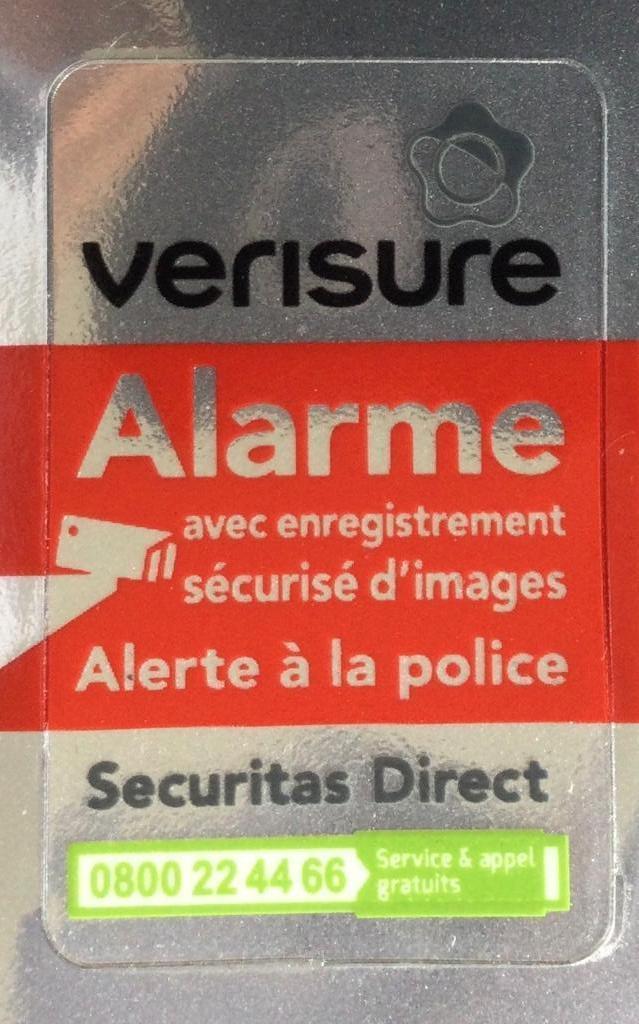 verisure
Alarme
avec enregistrement
sécurisé d'images
Alerte à la police
Securitas Direct
0800 22 44 66 Service & appel
gratuits